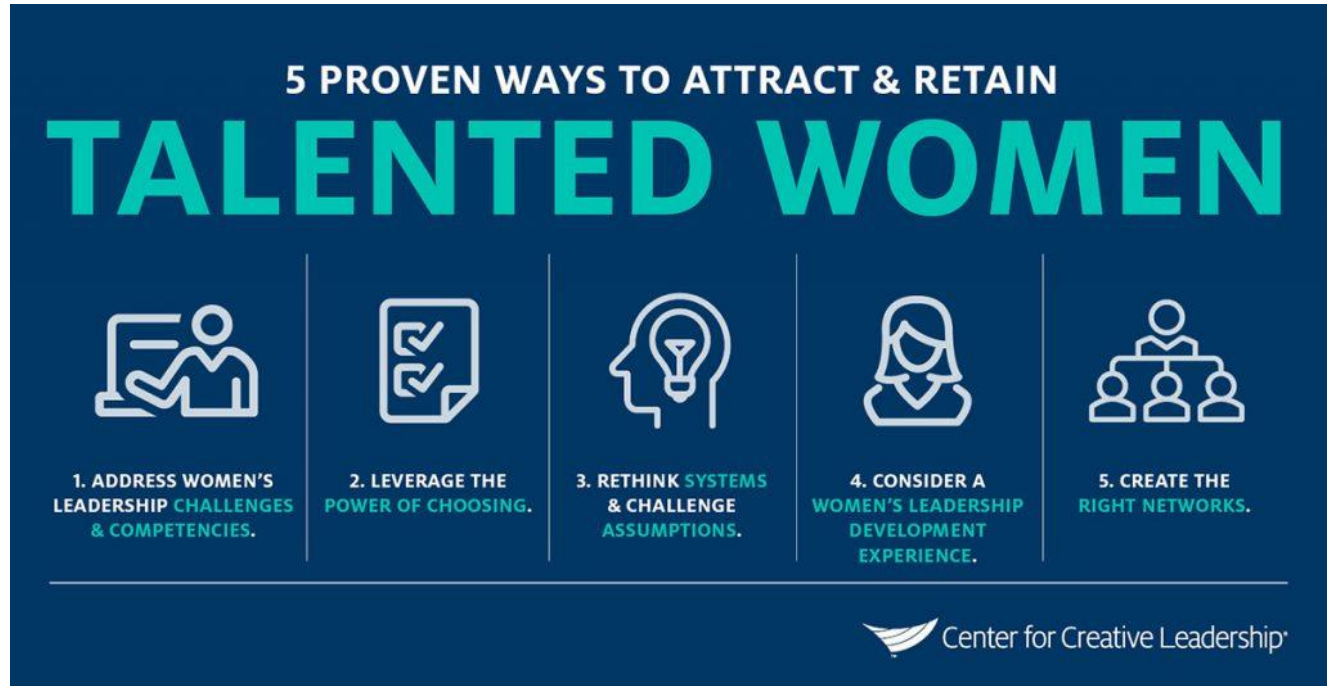 5 PROVEN WAYS TO ATTRACT & RETAIN
TALENTED WOMEN
1. ADDRESS WOMEN'S
LEADERSHIP CHALLENGES
& COMPETENCIES.
2. LEVERAGE THE
POWER OF CHOOSING.
3. RETHINK SYSTEMS
& CHALLENGE
ASSUMPTIONS.
4. CONSIDER A
WOMEN'S LEADERSHIP
DEVELOPMENT
EXPERIENCE.
5. CREATE THE
RIGHT NETWORKS.
Center for Creative Leadership